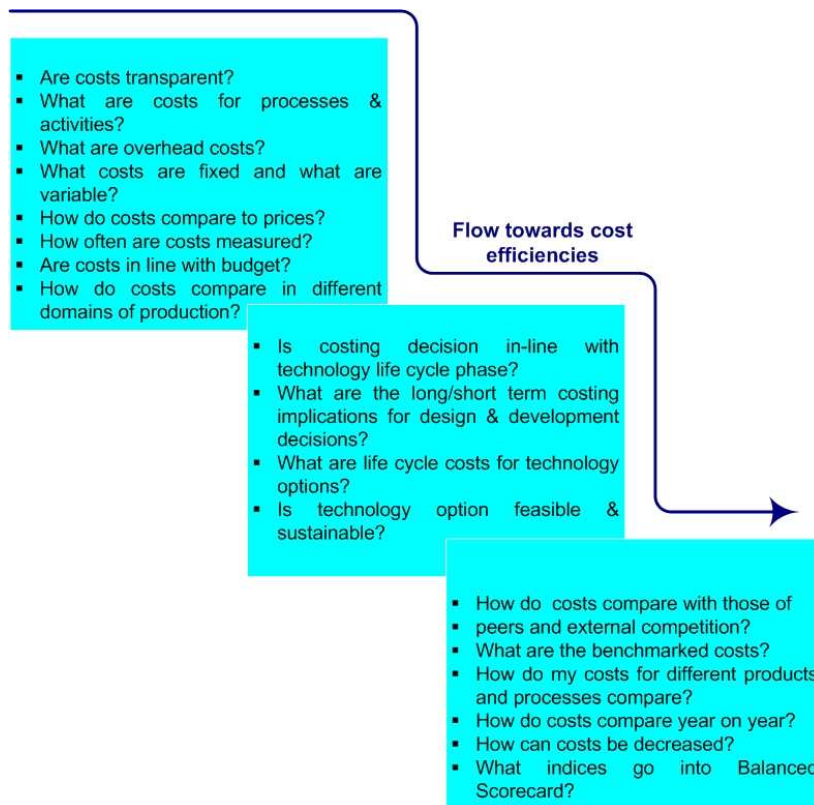 ▪ Are costs transparent?
▪ What are costs for processes &
activities?
▪ What are overhead costs?
▪ What costs are fixed and what are
variable?
▪ How do costs compare to prices?
▪ How often are costs measured?
▪ Are costs in line with budget?
▪ How do costs compare in different
domains of production?
Flow towards cost
efficiencies
▪ Is costing decision in-line with
technology life cycle phase?
▪ What are the long/short term costing
implications for design & development
decisions?
▪ What are life cycle costs for technology
options?
▪ Is technology option feasible &
sustainable?
▪ How do costs compare with those of
▪ peers and external competition?
▪ What are the benchmarked costs?
▪ How do my costs for different products
and processes compare?
▪ How do costs compare year on year?
▪ How can costs be decreased?
▪ What indices go into Balanced
Scorecard?